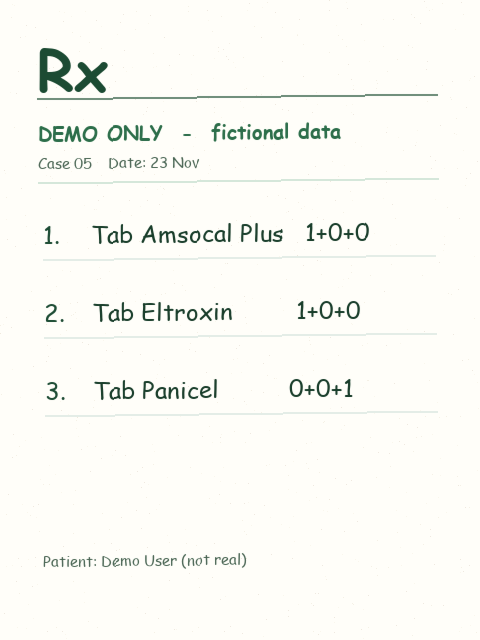 Rx
DEMO ONLY - fictional data
Case 05 Date: 23 Nov
1. Tab Amsocal Plus 1+0+0
2. Tab Eltroxin 1+0+0
3. Tab Panicel 0+0+1
Patient: Demo User (not real)